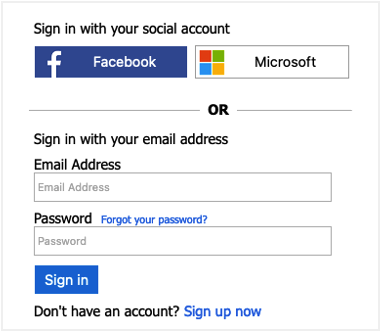 Sign in with your social account
Facebook
Microsoft
OR
Sign in with your email address
Email Address
Email Address
Password Forgot your password?
Password
Sign in
Don't have an account? Sign up now